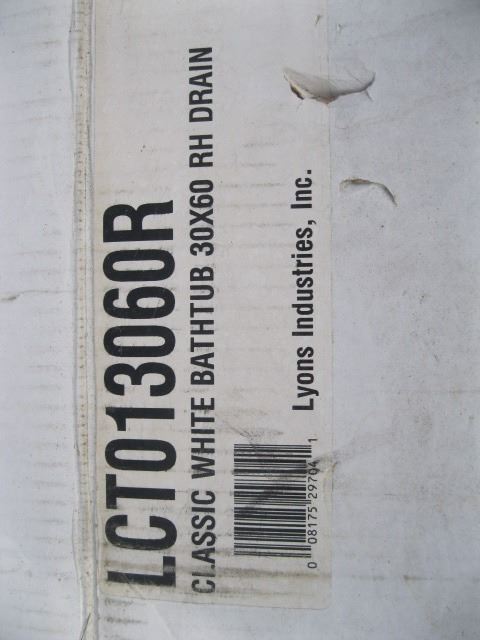 LCT013060R
CLASSIC WHITE BATHTUB 30X60 RH DRAIN
Lyons Industries, Inc.
0 08175 29704 1